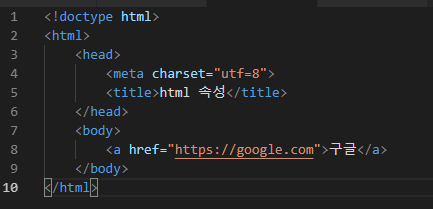 1 <!doctype html>
2 <html>
3 <head>
4 <meta charset="utf=8">
5 <title>html 속성</title>
6 </head>
7 <body>
8 <a href="https://google.com">구글</a>
9 </body>
10 </html>